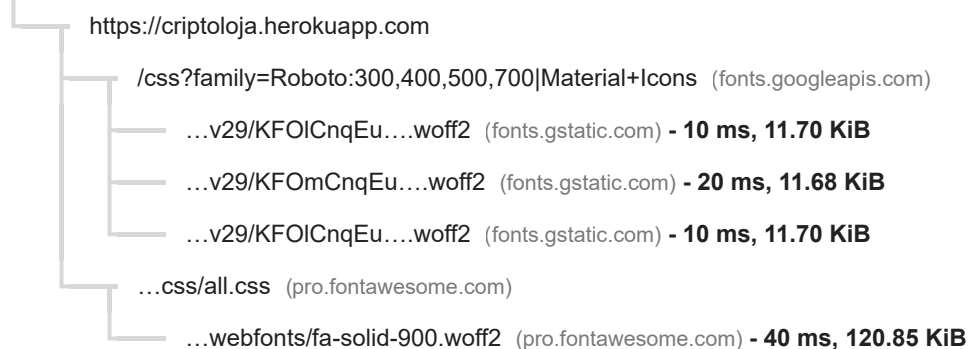 https://criptoloja.herokuapp.com
/css?family=Roboto:300,400,500,700|Material+Icons (fonts.googleapis.com)
…v29/KFOlCnqEu….woff2 (fonts.gstatic.com) - 10 ms, 11.70 KiB
…v29/KFOmCnqEu….woff2 (fonts.gstatic.com) - 20 ms, 11.68 KiB
…v29/KFOlCnqEu….woff2 (fonts.gstatic.com) - 10 ms, 11.70 KiB
…css/all.css (pro.fontawesome.com)
…webfonts/fa-solid-900.woff2 (pro.fontawesome.com) - 40 ms, 120.85 KiB